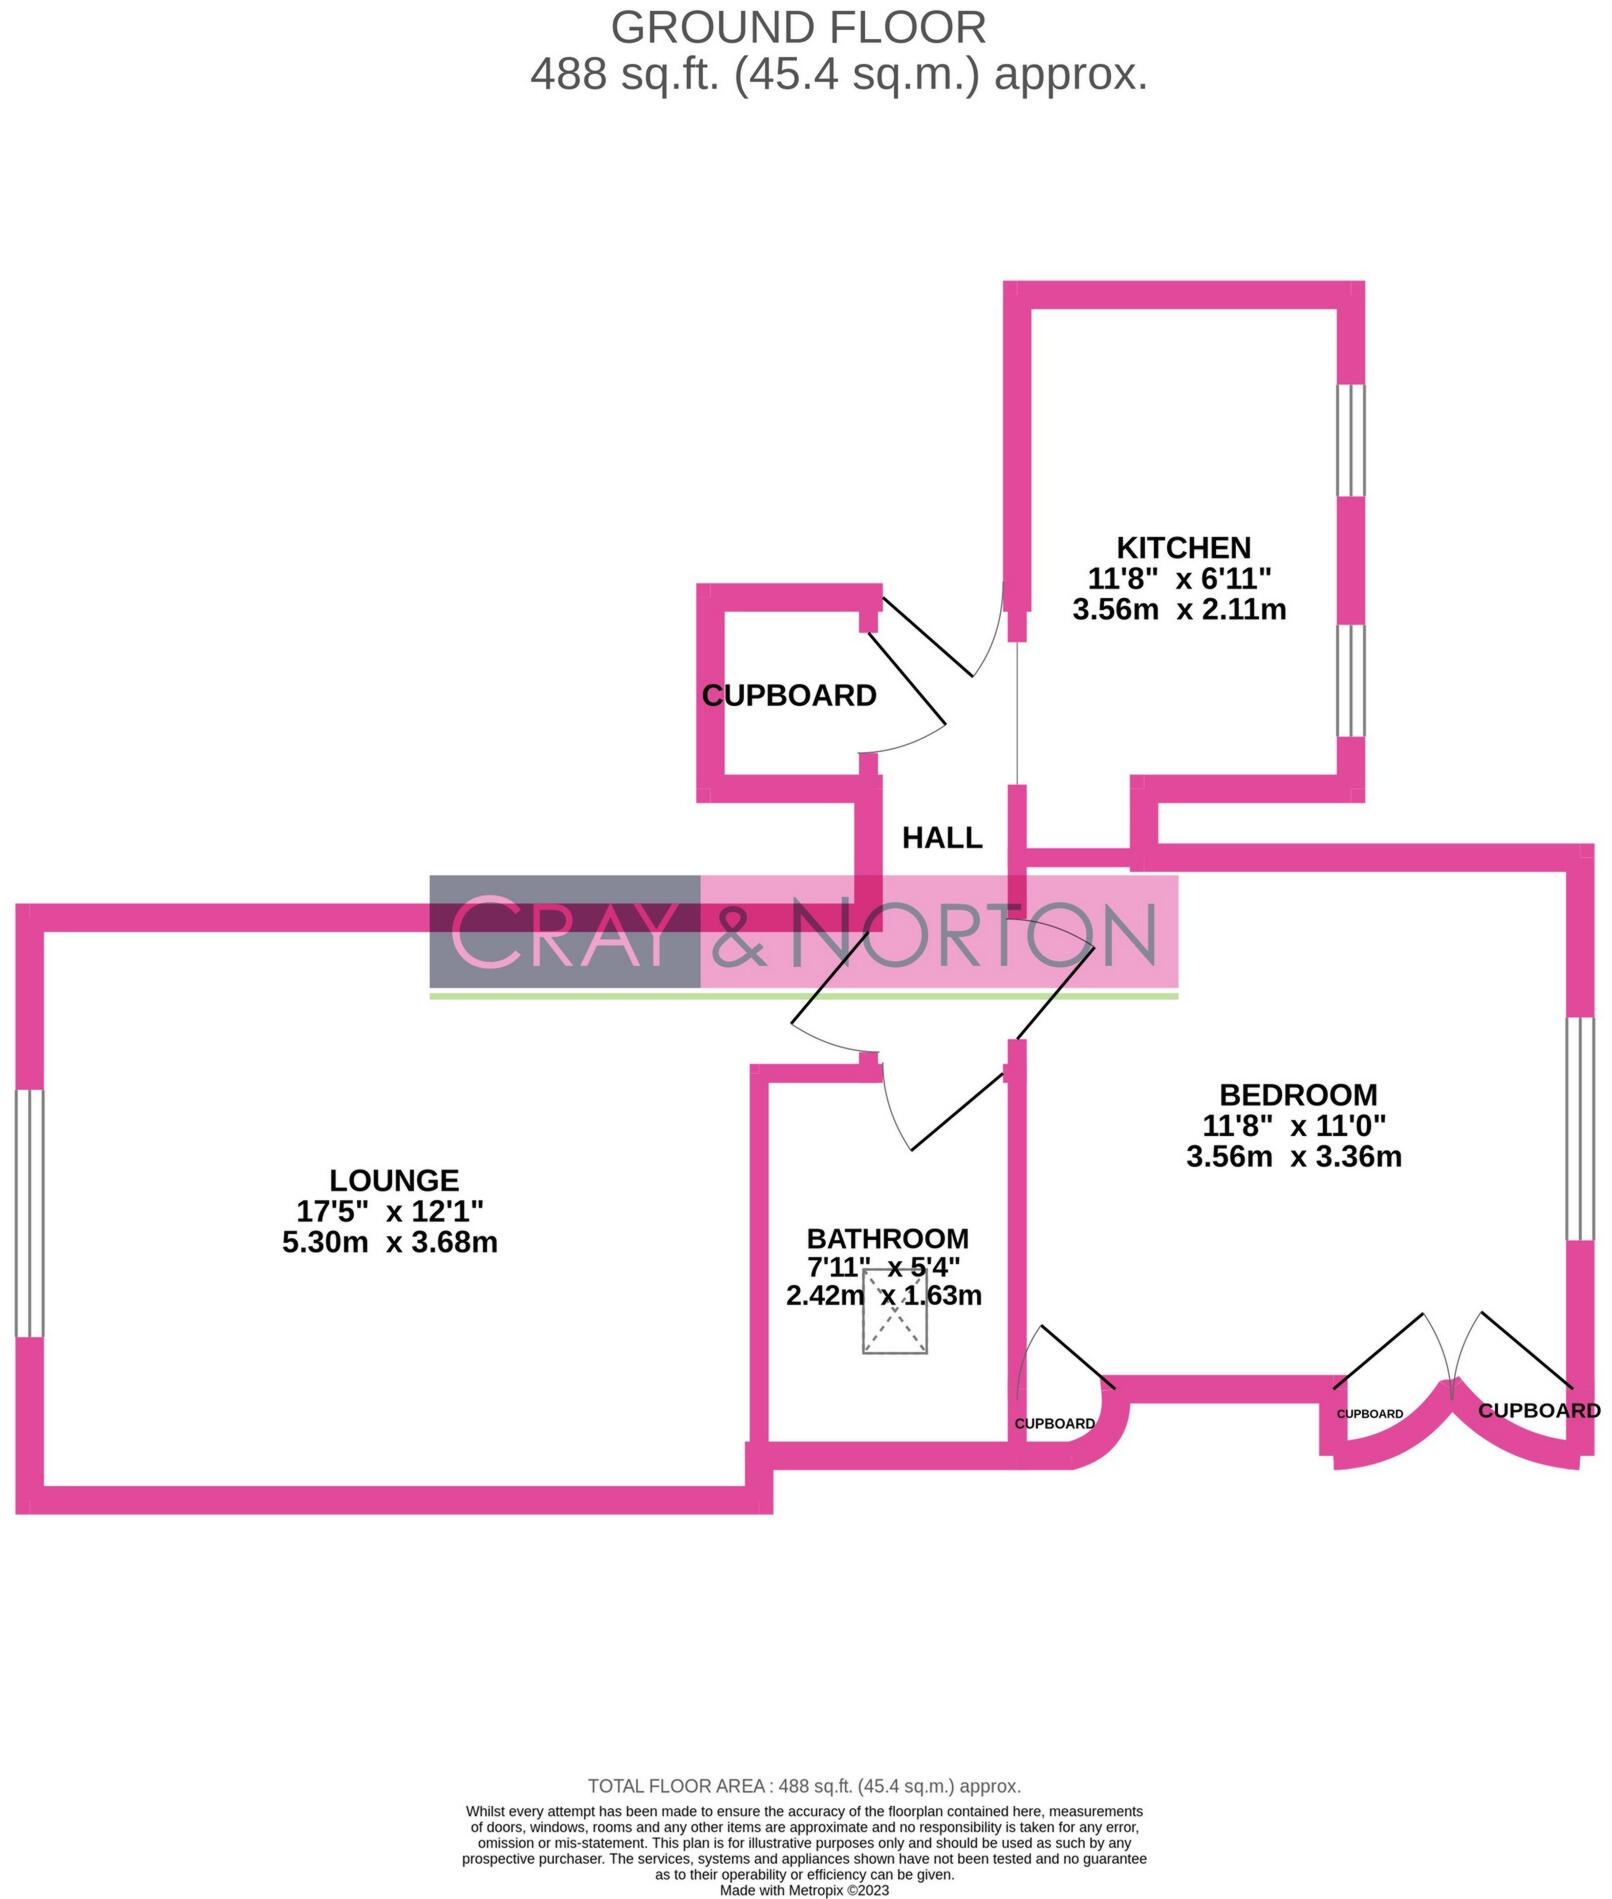 GROUND FLOOR
488 sq.ft. (45.4 sq.m.) approx.
KITCHEN
11'8" x 6'11"
3.56m x 2.11m
CUPBOARD
HALL
CRAY & NORTON
BEDROOM
11'8" x 11'0"
3.56m x 3.36m
LOUNGE
17'5" x 12'1"
5.30m x 3.68m
BATHROOM
7'11" x 5'4"
2.42m x 1.63m
CUPBOARD
CUPBOARD
CUPBOARD
TOTAL FLOOR AREA : 488 sq.ft. (45.4 sq.m.) approx.
Whilst every attempt has been made to ensure the accuracy of the floorplan contained here, measurements
of doors, windows, rooms and any other items are approximate and no responsibility is taken for any error,
omission or mis-statement. This plan is for illustrative purposes only and should be used as such by any
prospective purchaser. The services, systems and appliances shown have not been tested and no guarantee
as to their operability or efficiency can be given.
Made with Metropix ©2023